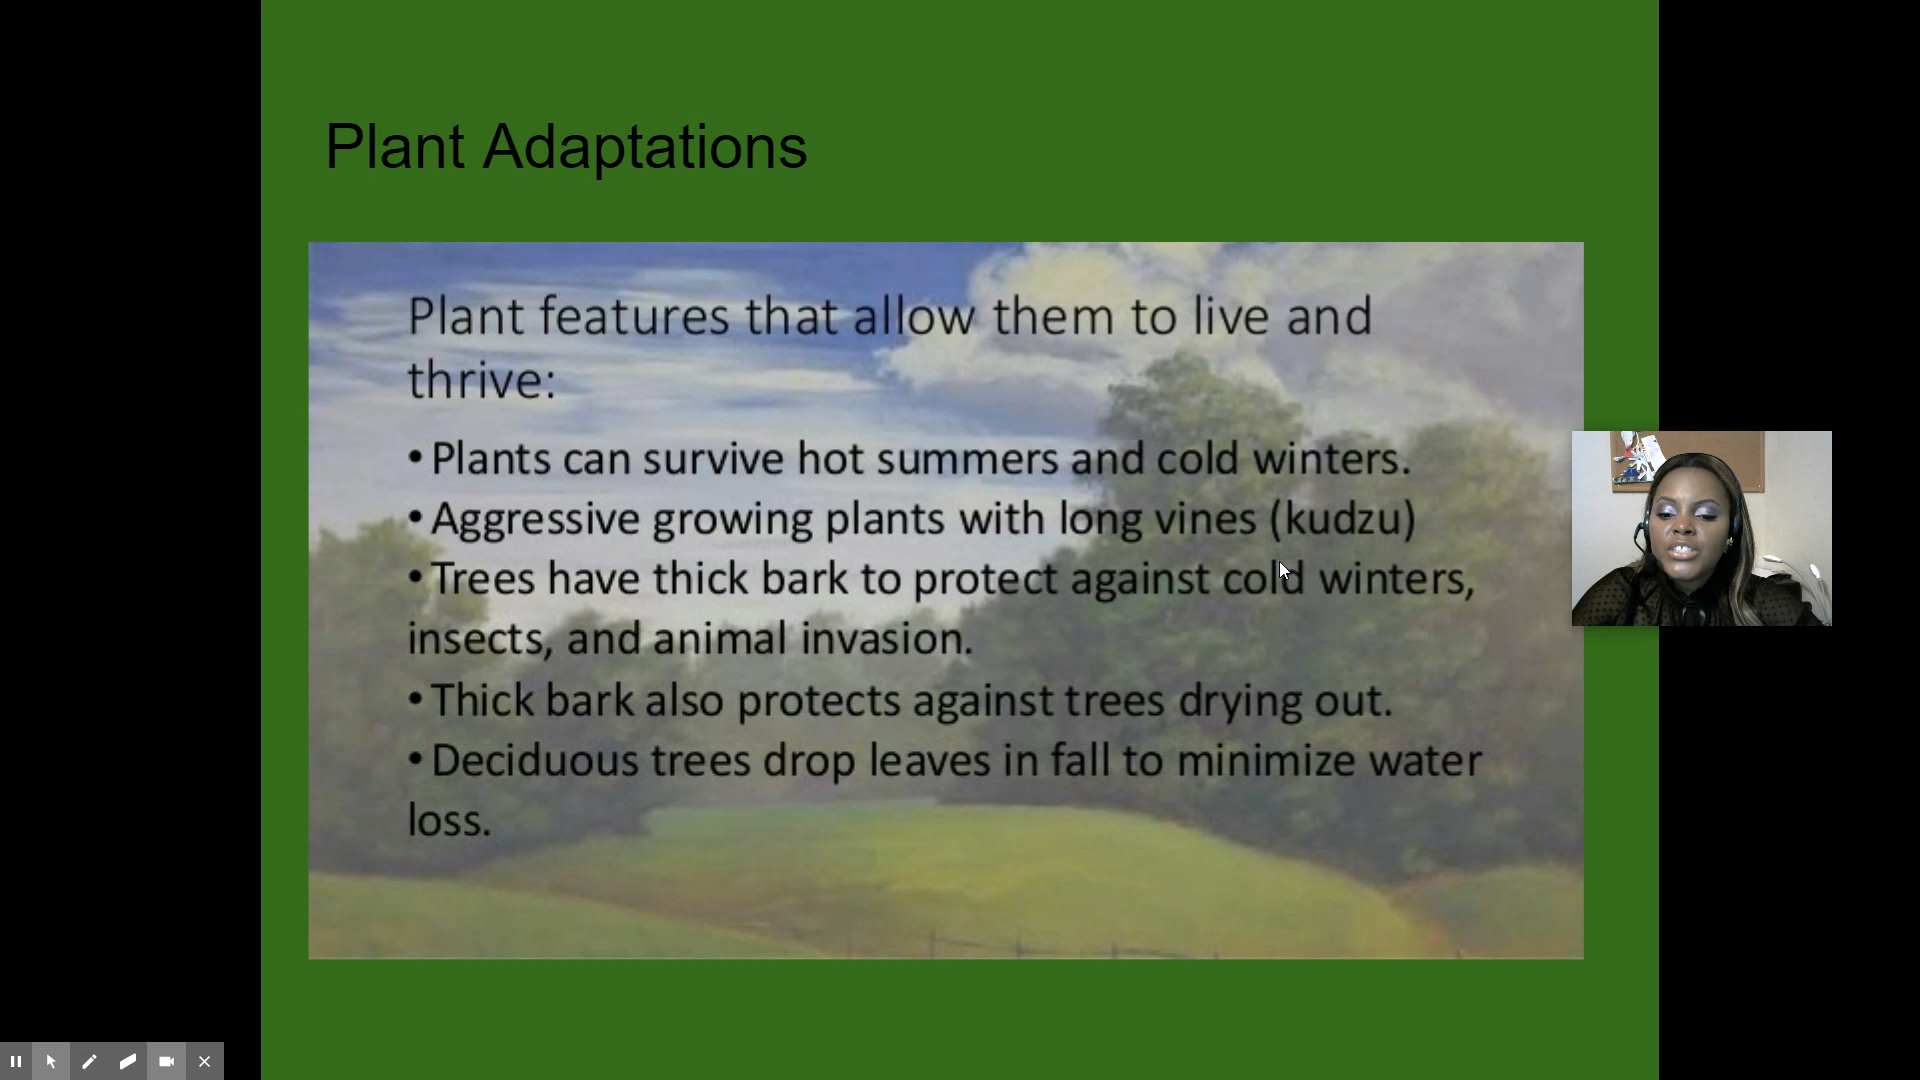 Plant Adaptations
Plant features that allow them to live and
thrive:
• Plants can survive hot summers and cold winters.
• Aggressive growing plants with long vines (kudzu)
• Trees have thick bark to protect against cold winters,
insects, and animal invasion.
• Thick bark also protects against trees drying out.
• Deciduous trees drop leaves in fall to minimize water
loss.